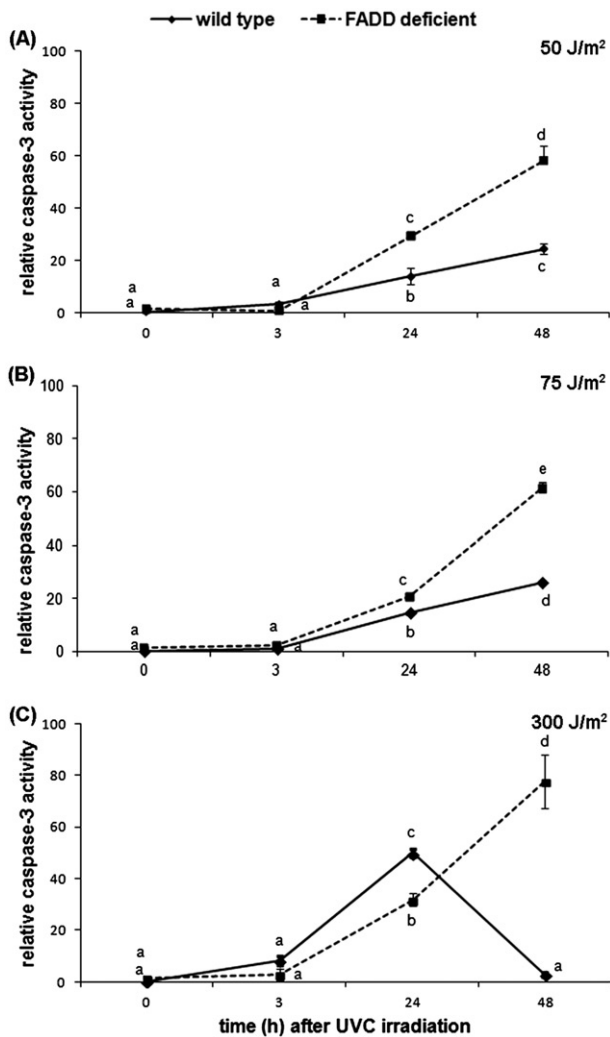 wild type FADD deficient
(A) 50 J/m²
relative caspase-3 activity
100
80
60
40
20
0
a
a
a
a
c
b
d
c
0 3 24 48
(B) 75 J/m²
relative caspase-3 activity
100
80
60
40
20
0
a
a
a
a
c
b
e
d
0 3 24 48
(C) 300 J/m²
relative caspase-3 activity
100
80
60
40
20
0
a
a
a
a
c
b
d
a
0 3 24 48
time (h) after UVC irradiation